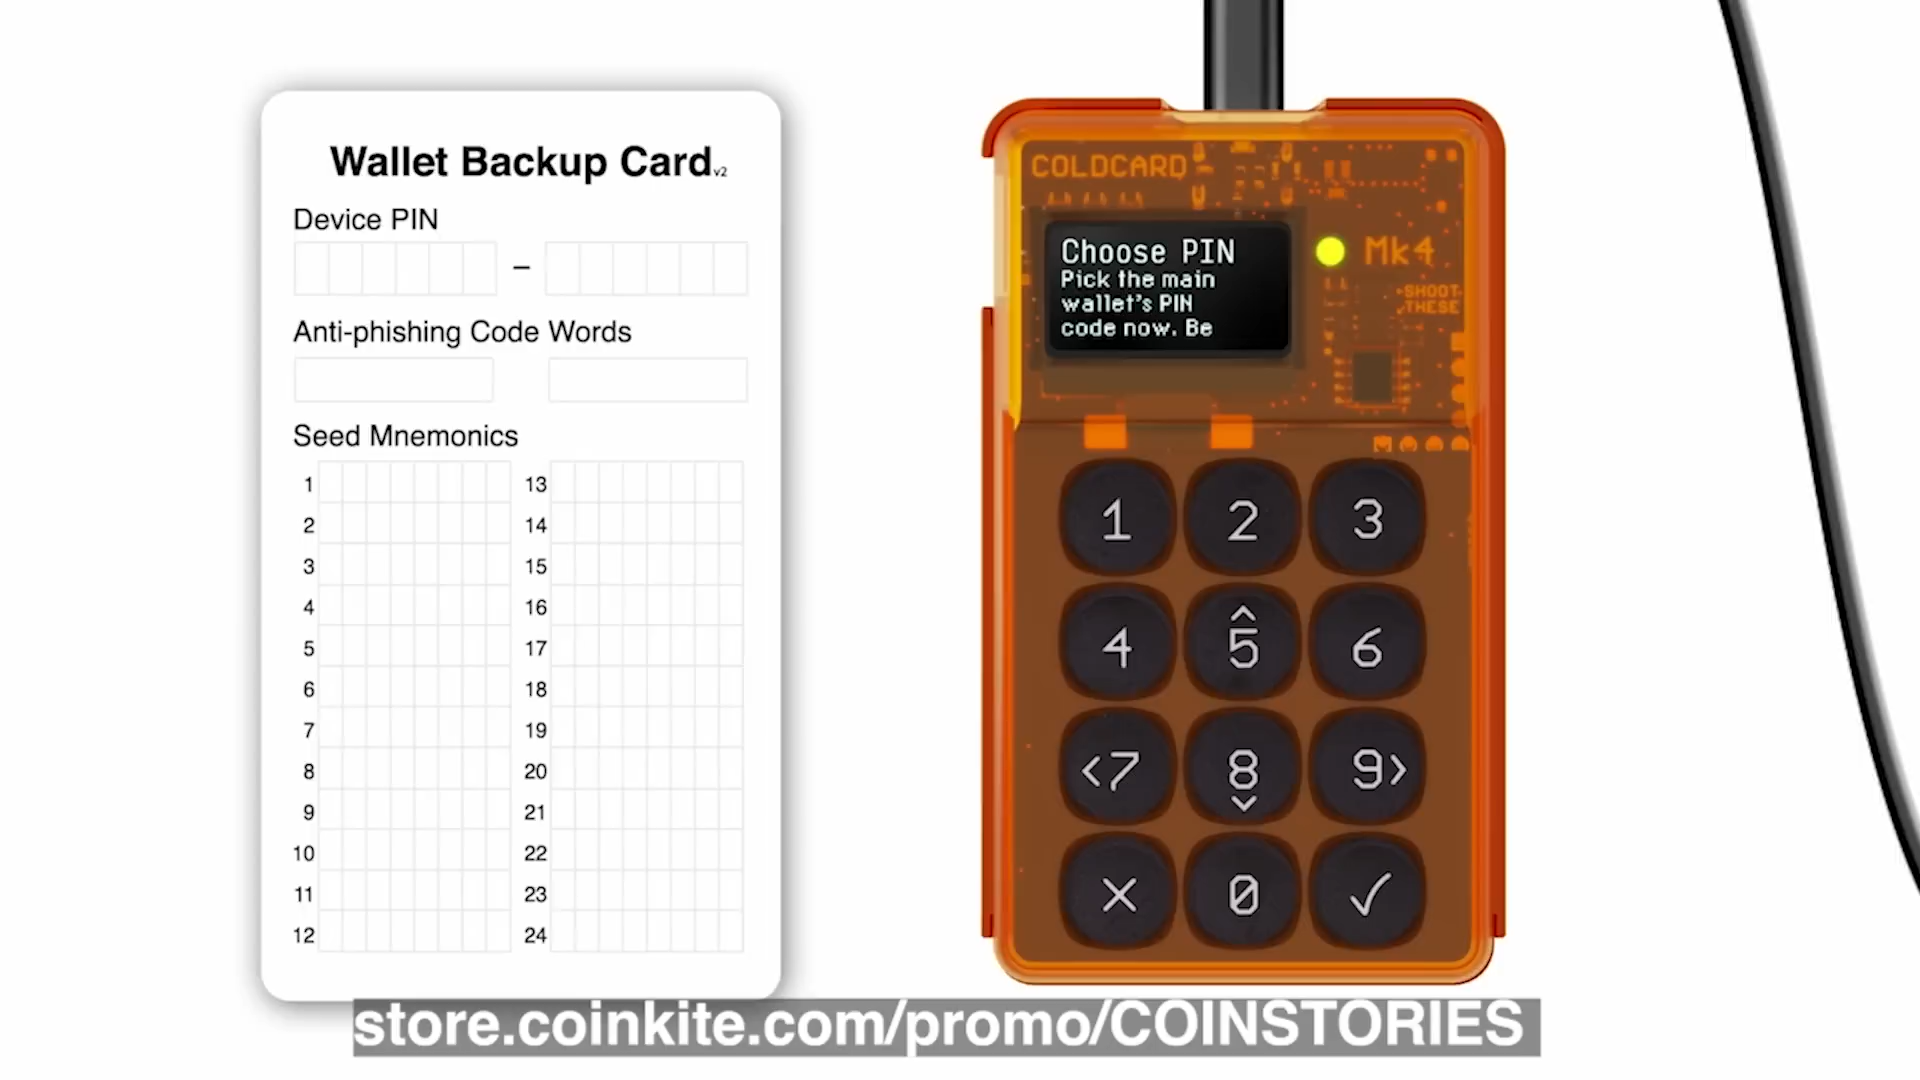 Wallet Backup Card v2
Device PIN
–
Anti-phishing Code Words
Seed Mnemonics
1 13
2 14
3 15
4 16
5 17
6 18
7 19
8 20
9 21
10 22
11 23
12 24
COLDCARD
Choose PIN
Pick the main
wallet's PIN
code now. Be
Mk4
SHOOT
THESE
1 2 3
4 5 6
<7 8 9>
0
store.coinkite.com/promo/COINSTORIES